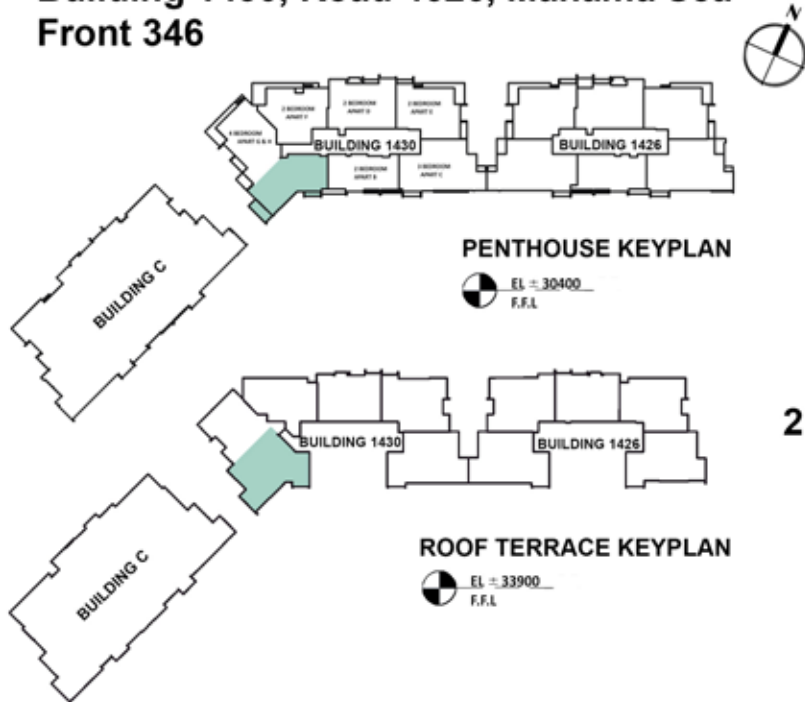 Front 346
N
2 BEDROOM
APART F
2 BEDROOM
APART D
2 BEDROOM
APART E
4 BEDROOM
APART G & H
BUILDING 1430
BUILDING 1426
2 BEDROOM
APART B
3 BEDROOM
APART C
BUILDING C
PENTHOUSE KEYPLAN
EL ± 30400
F.F.L
BUILDING 1430
BUILDING 1426
2
BUILDING C
ROOF TERRACE KEYPLAN
EL ± 33900
F.F.L